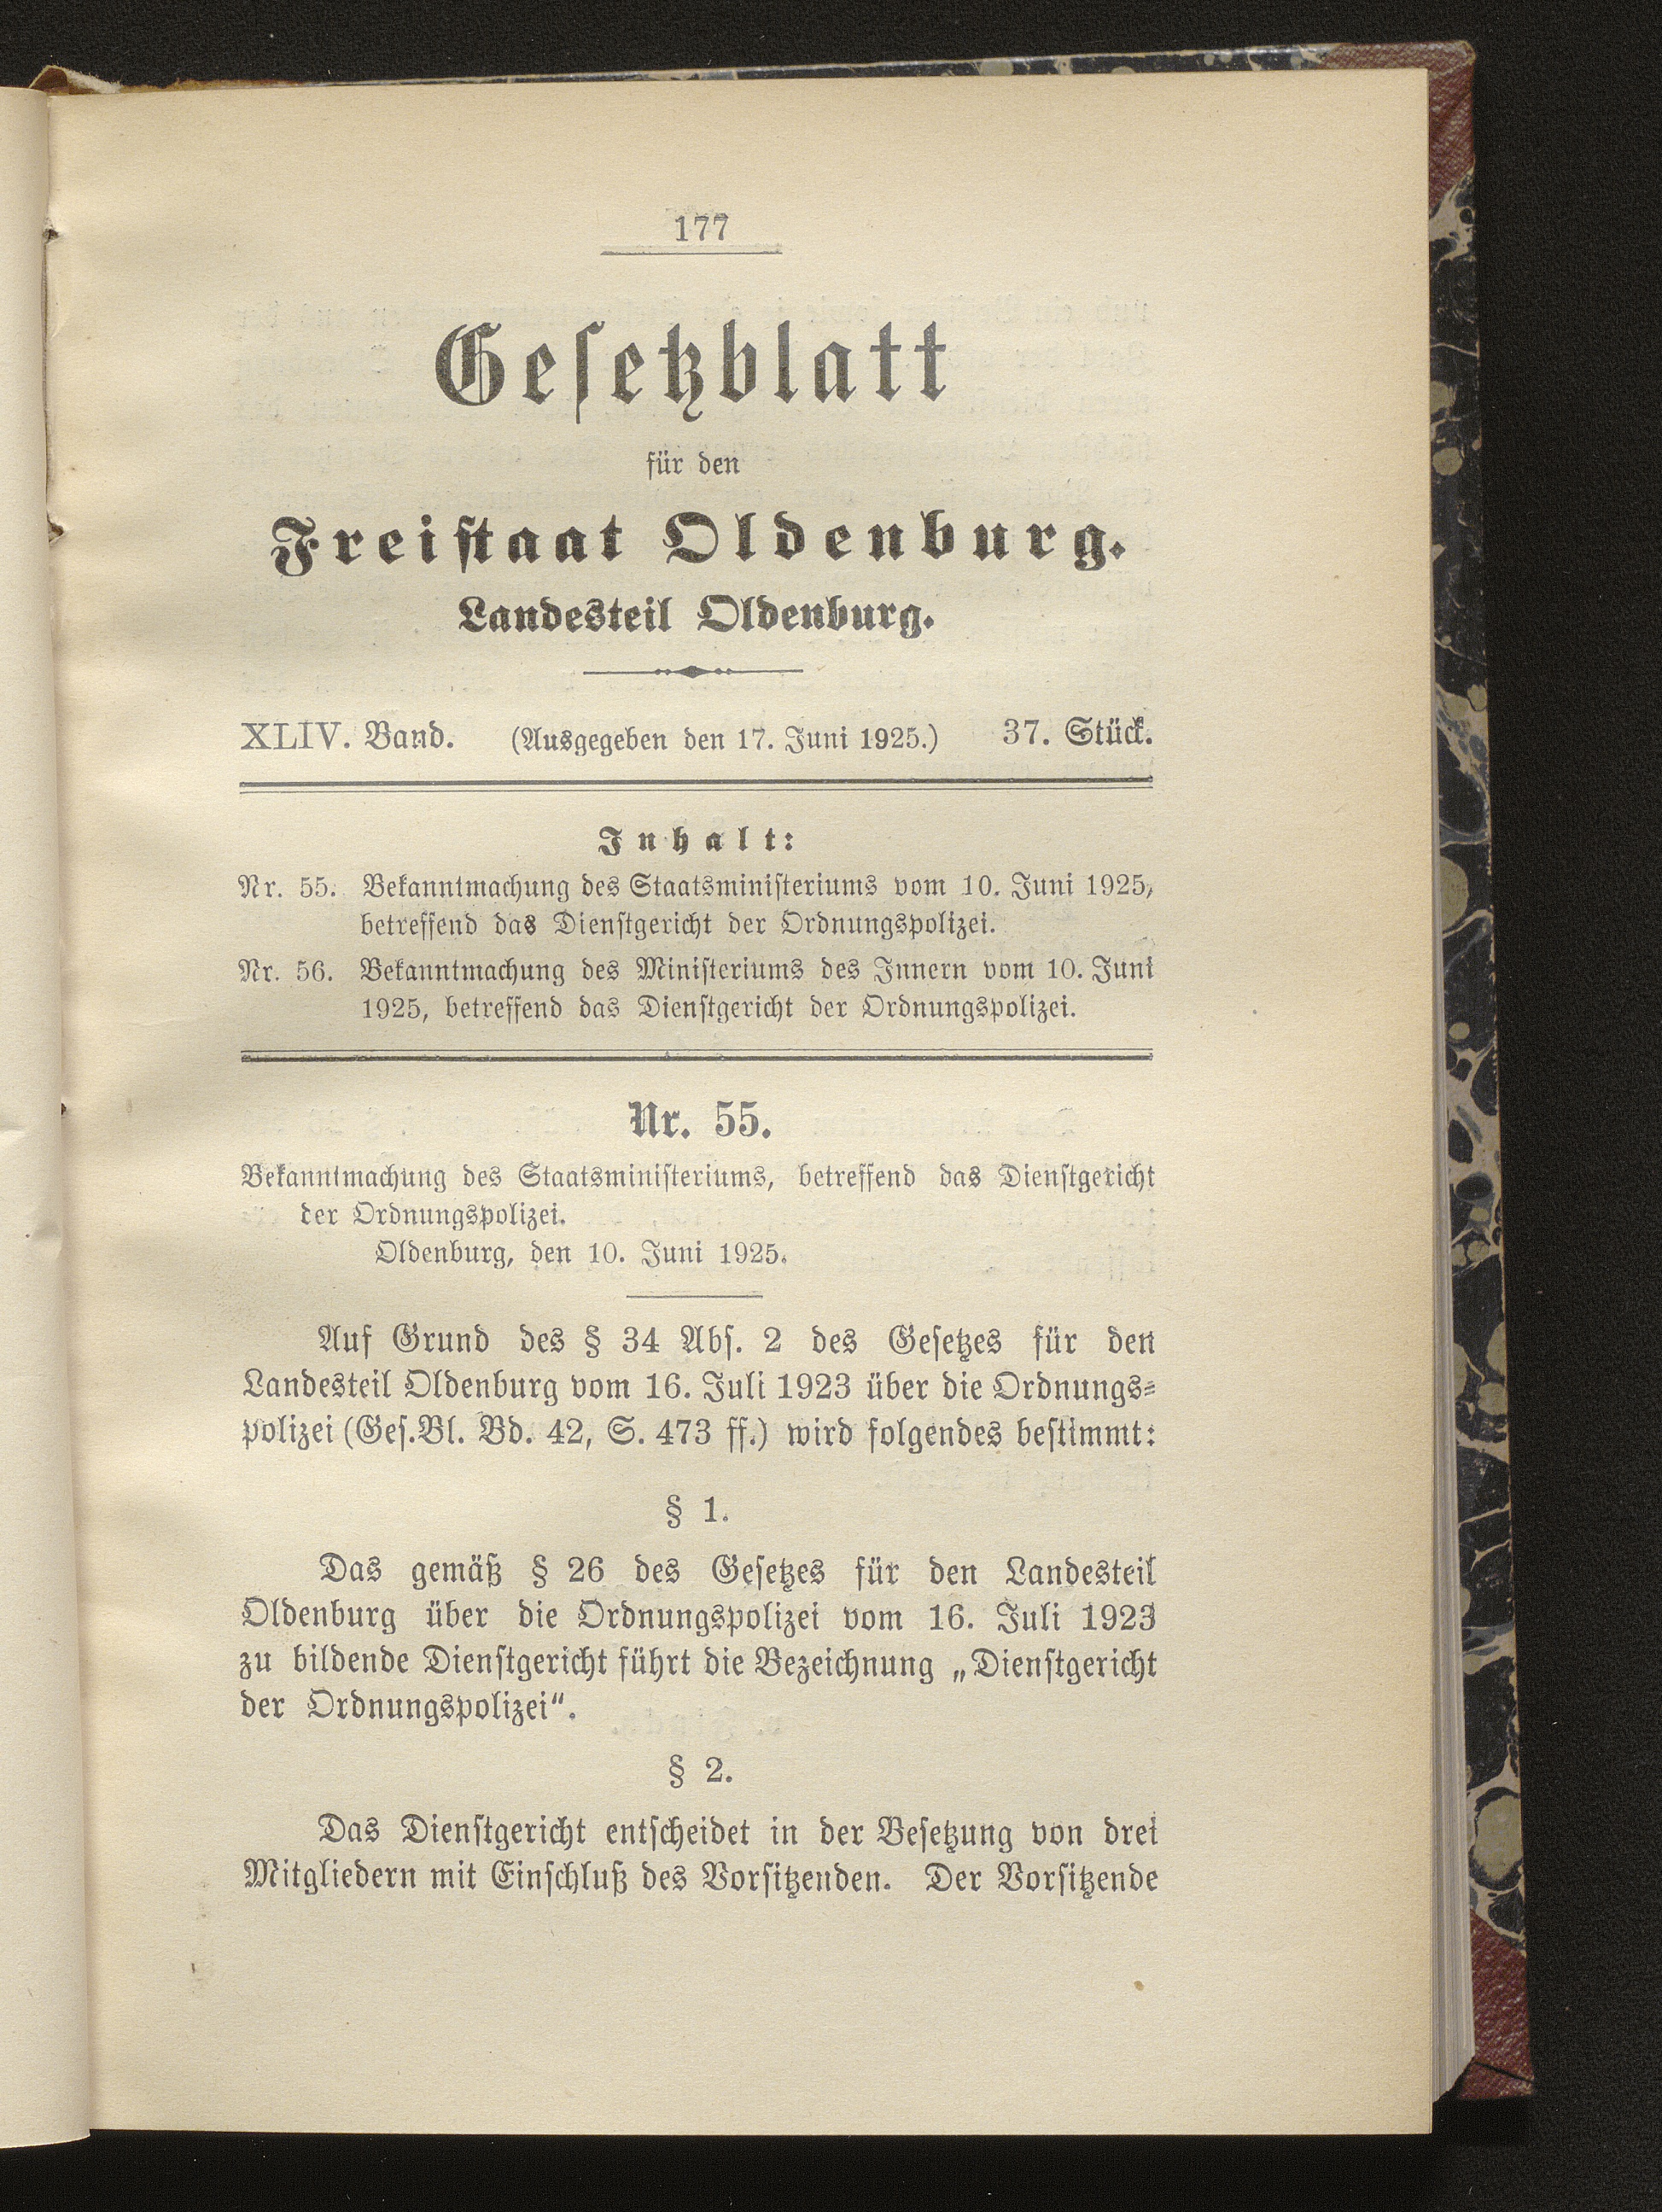 177
Gesetzblatt
für den
Freistaat Oldenburg.
Landesteil Oldenburg.
XLIV. Band. (Ausgegeben den 17. Juni 1925.) 37. Stück.
Inhalt:
Nr. 55. Bekanntmachung des Staatsministeriums vom 10. Juni 1925,
betreffend das Dienstgericht der Ordnungspolizei.
Nr. 56. Bekanntmachung des Ministeriums des Innern vom 10. Juni
1925, betreffend das Dienstgericht der Ordnungspolizei.
Nr. 55.
Bekanntmachung des Staatsministeriums, betreffend das Dienstgericht
der Ordnungspolizei.
Oldenburg, den 10. Juni 1925.
Auf Grund des § 34 Abs. 2 des Gesetzes für den
Landesteil Oldenburg vom 16. Juli 1923 über die Ordnungs-
polizei (Ges.Bl. Bd. 42, S. 473 ff.) wird folgendes bestimmt:
§ 1.
Das gemäß § 26 des Gesetzes für den Landesteil
Oldenburg über die Ordnungspolizei vom 16. Juli 1923
zu bildende Dienstgericht führt die Bezeichnung „Dienstgericht
der Ordnungspolizei“.
§ 2.
Das Dienstgericht entscheidet in der Besetzung von drei
Mitgliedern mit Einschluß des Vorsitzenden. Der Vorsitzende